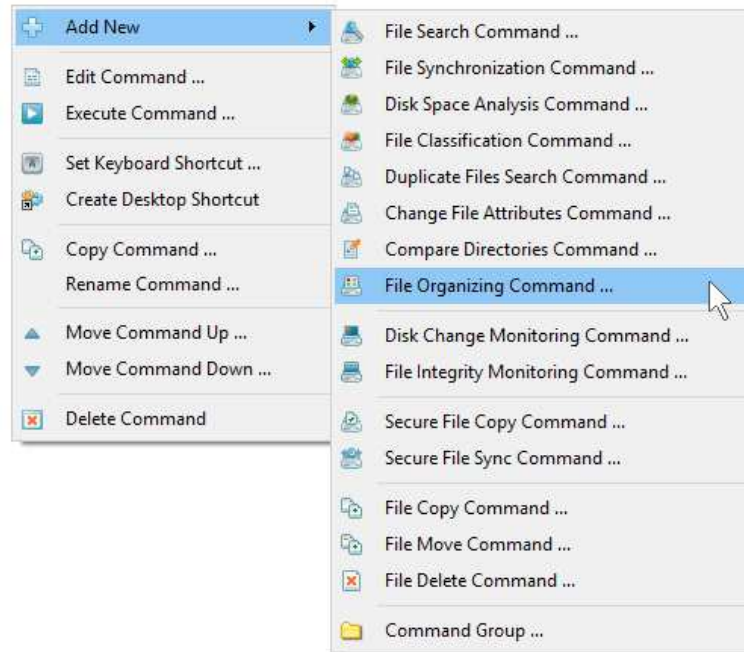 Add New
Edit Command ...
Execute Command ...
Set Keyboard Shortcut ...
Create Desktop Shortcut
Copy Command ...
Rename Command ...
Move Command Up ...
Move Command Down ...
Delete Command
File Search Command ...
File Synchronization Command ...
Disk Space Analysis Command ...
File Classification Command ...
Duplicate Files Search Command ...
Change File Attributes Command ...
Compare Directories Command ...
File Organizing Command ...
Disk Change Monitoring Command ...
File Integrity Monitoring Command ...
Secure File Copy Command ...
Secure File Sync Command ...
File Copy Command ...
File Move Command ...
File Delete Command ...
Command Group ...